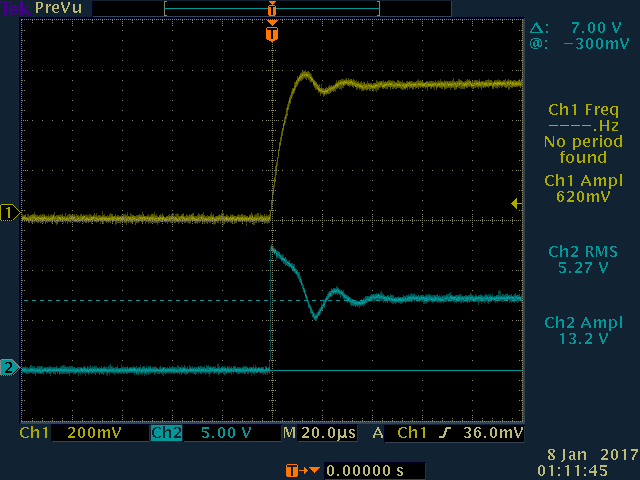 Tek PreVu
T
T
Δ: 7.00 V
@: −300mV
Ch1 Freq
----.Hz
No period
found
Ch1 Ampl
620mV
1
Ch2 RMS
5.27 V
Ch2 Ampl
13.2 V
2
Ch1 200mV Ch2 5.00 V M 20.0µs A Ch1 36.0mV
T 0.00000 s
8 Jan 2017
01:11:45